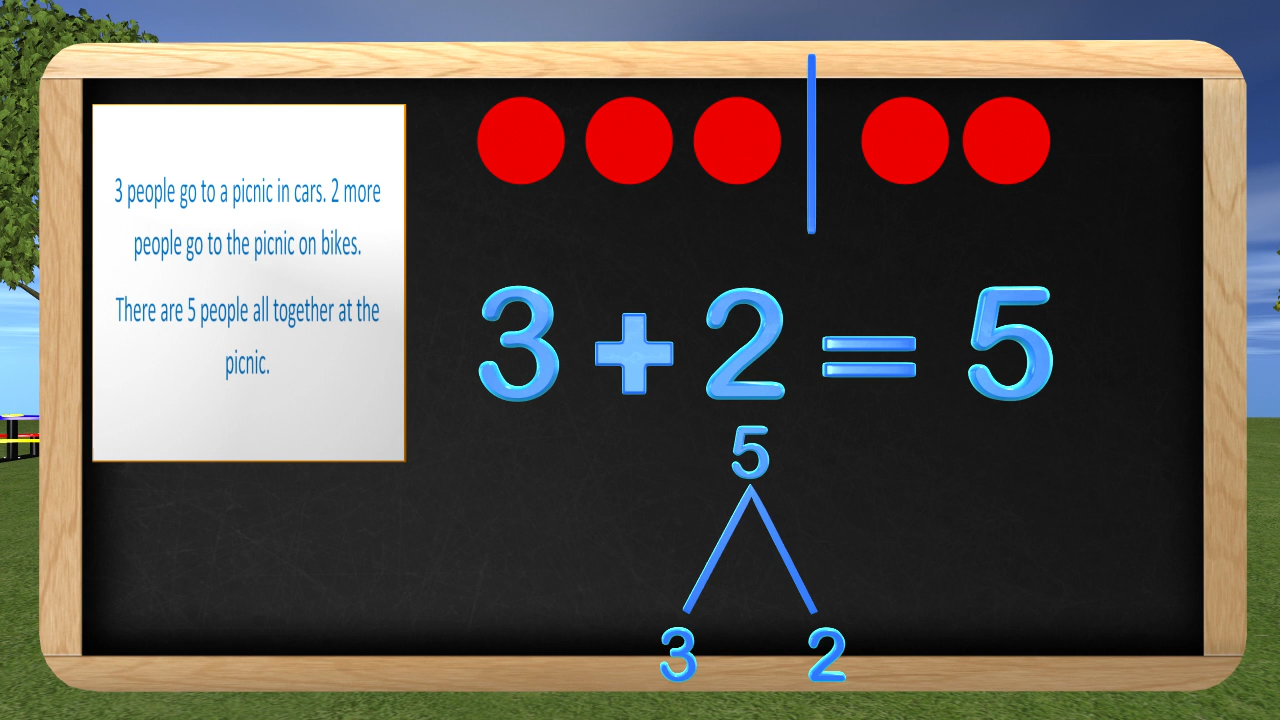 3 people go to a picnic in cars. 2 more
people go to the picnic on bikes.
There are 5 people all together at the
picnic.
3 + 2 = 5
5
3 2